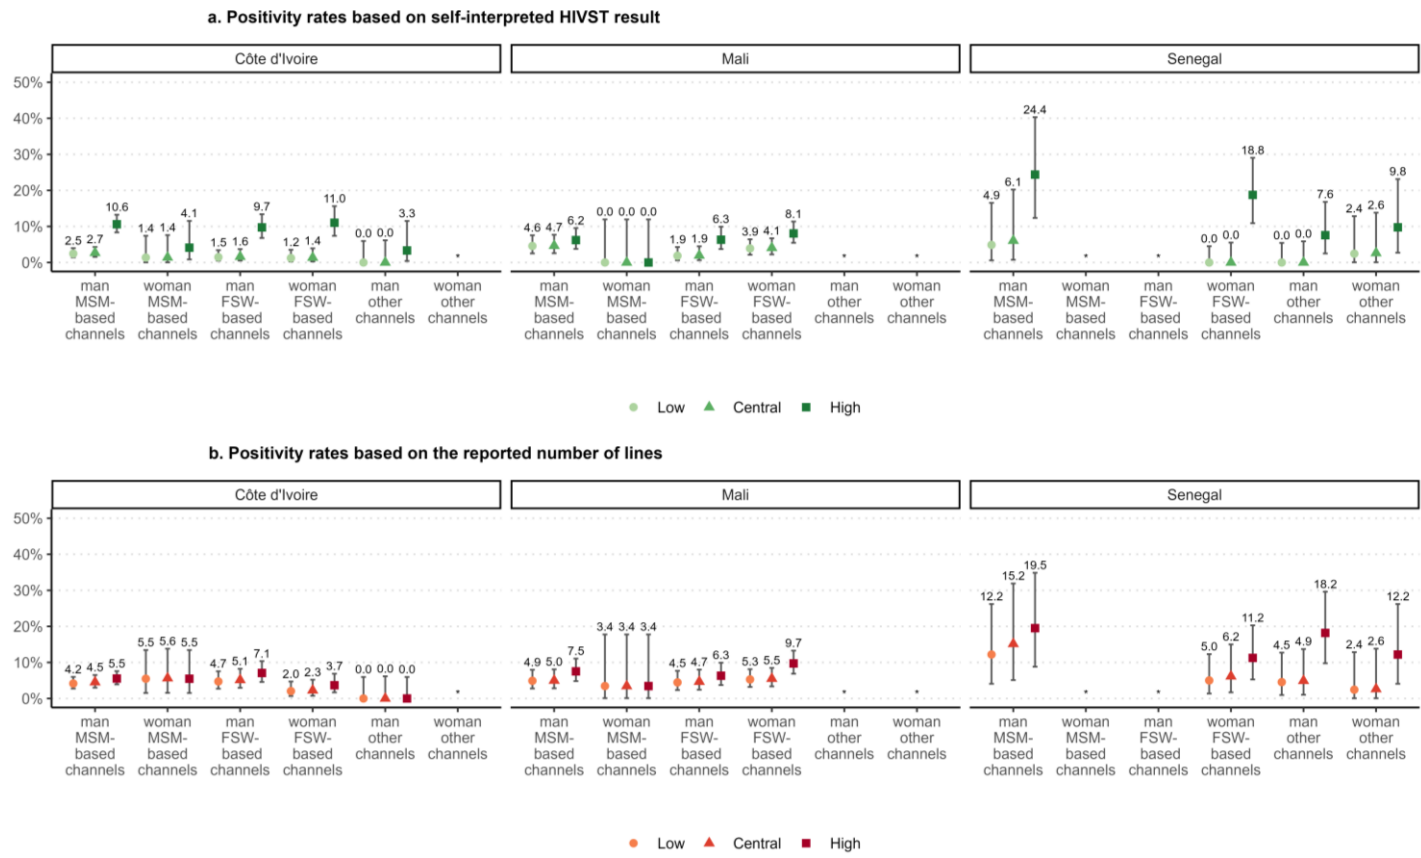 a. Positivity rates based on self-interpreted HIVST result
Côte d'Ivoire Mali Senegal
50%
40%
30%
20%
10%
0%
2.5 2.7 10.6 1.4 1.4 4.1 1.5 1.6 9.7 1.2 1.4 11.0 0.0 0.0 3.3 *
4.6 4.7 6.2 0.0 0.0 0.0 1.9 1.9 6.3 3.9 4.1 8.1 * *
4.9 6.1 24.4 * * 0.0 0.0 18.8 0.0 0.0 7.6 2.4 2.6 9.8
man woman man woman man woman man woman man woman man woman man woman man woman man woman
MSM- MSM- FSW- FSW- other other MSM- MSM- FSW- FSW- other other MSM- MSM- FSW- FSW- other other
based based based based channels channels based based based based channels channels based based based based channels channels
channels channels channels channels channels channels channels channels channels channels channels channels
Low Central High
b. Positivity rates based on the reported number of lines
Côte d'Ivoire Mali Senegal
50%
40%
30%
20%
10%
0%
4.2 4.5 5.5 5.5 5.6 5.5 4.7 5.1 7.1 2.0 2.3 3.7 0.0 0.0 0.0 *
4.9 5.0 7.5 3.4 3.4 3.4 4.5 4.7 6.3 5.3 5.5 9.7 * *
12.2 15.2 19.5 * * 5.0 6.2 11.2 4.5 4.9 18.2 2.4 2.6 12.2
man woman man woman man woman man woman man woman man woman man woman man woman man woman
MSM- MSM- FSW- FSW- other other MSM- MSM- FSW- FSW- other other MSM- MSM- FSW- FSW- other other
based based based based channels channels based based based based channels channels based based based based channels channels
channels channels channels channels channels channels channels channels channels channels channels channels
Low Central High